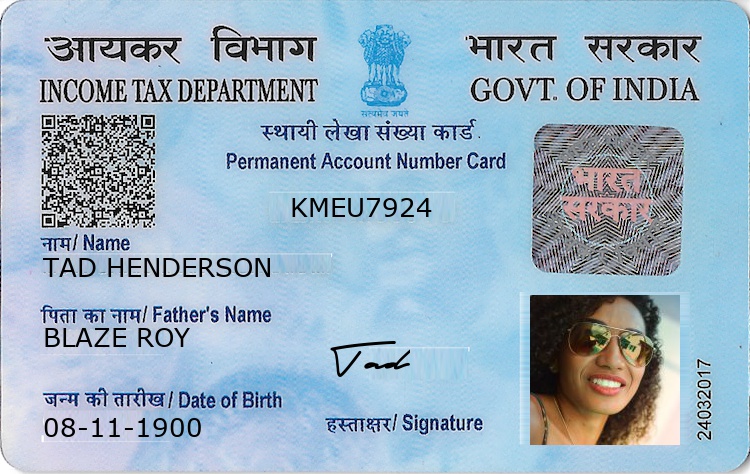 आयकर विभाग
INCOME TAX DEPARTMENT
सत्यमेव जयते
भारत सरकार
GOVT. OF INDIA
स्थायी लेखा संख्या कार्ड
Permanent Account Number Card
KMEU7924
भारत
सरकार
नाम/ Name
TAD HENDERSON
पिता का नाम/ Father's Name
BLAZE ROY
Tad
जन्म की तारीख/ Date of Birth
08-11-1900
हस्ताक्षर/ Signature
24032017